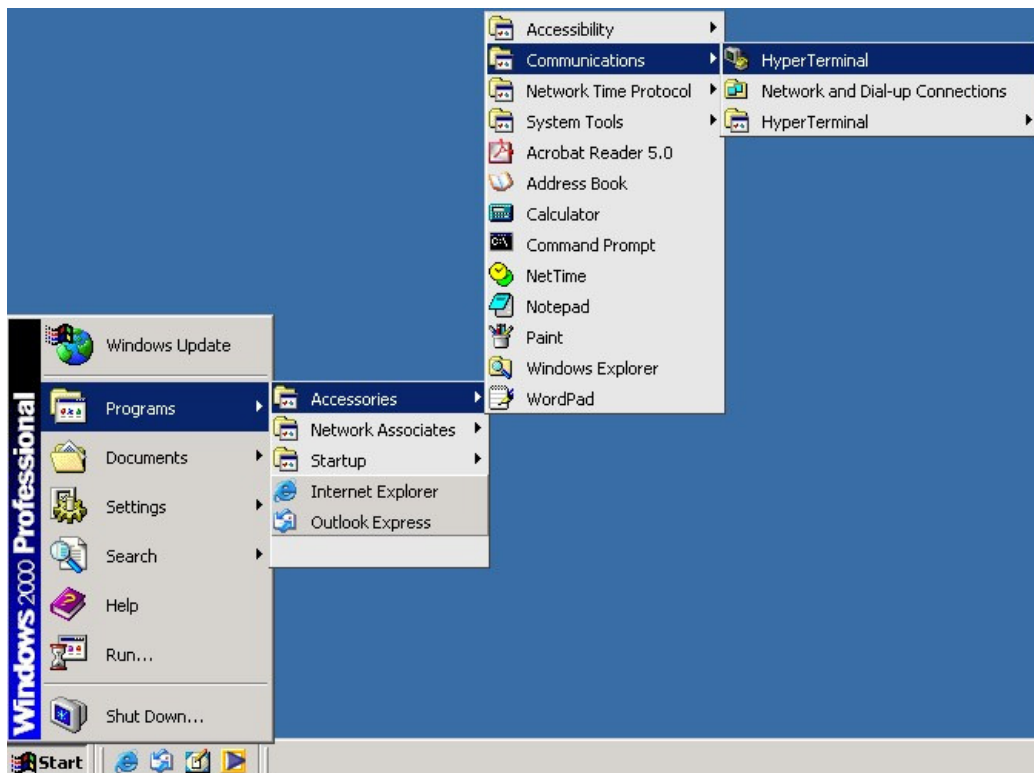 Accessibility
Communications
Network Time Protocol
System Tools
Acrobat Reader 5.0
Address Book
Calculator
Command Prompt
NetTime
Notepad
Paint
Windows Explorer
WordPad
HyperTerminal
Network and Dial-up Connections
HyperTerminal
Windows 2000 Professional
Windows Update
Programs
Documents
Settings
Search
Help
Run...
Shut Down...
Accessories
Network Associates
Startup
Internet Explorer
Outlook Express
Start